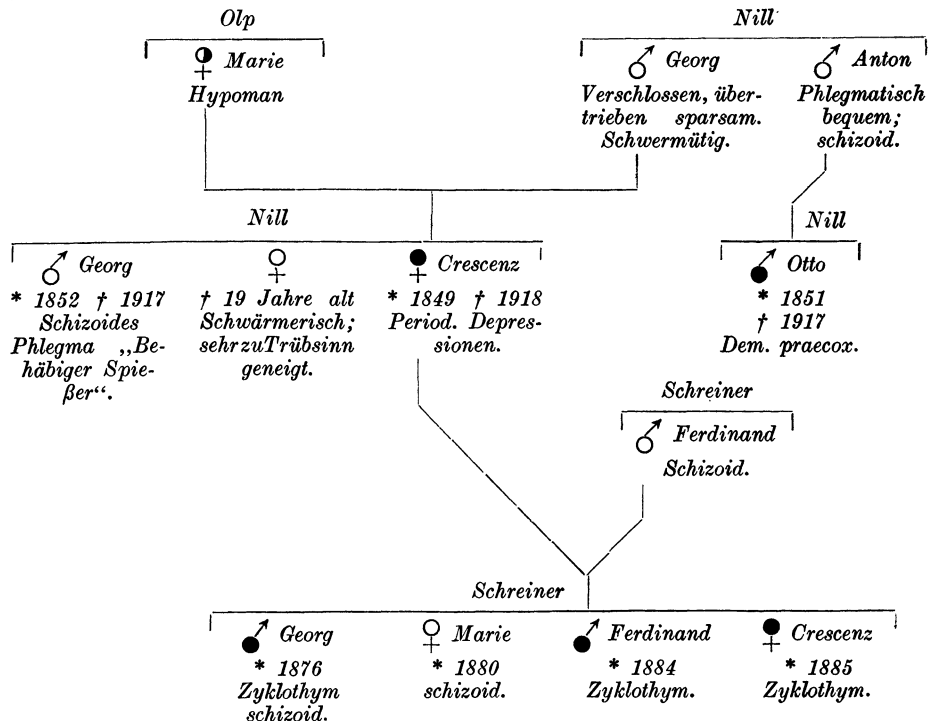 Olp
Marie
Hypoman
Nill
Georg
Verschlossen, über-
trieben sparsam.
Schwermütig.
Anton
Phlegmatisch
bequem;
schizoid.
Nill
Georg
* 1852 † 1917
Schizoides
Phlegma „Be-
häbiger Spie-
ßer“.
† 19 Jahre alt
Schwärmerisch;
sehr zu Trübsinn
geneigt.
Crescenz
* 1849 † 1918
Period. Depres-
sionen.
Nill
Otto
* 1851
† 1917
Dem. praecox.
Schreiner
Ferdinand
Schizoid.
Schreiner
Georg
* 1876
Zyklothym
schizoid.
Marie
* 1880
schizoid.
Ferdinand
* 1884
Zyklothym.
Crescenz
* 1885
Zyklothym.